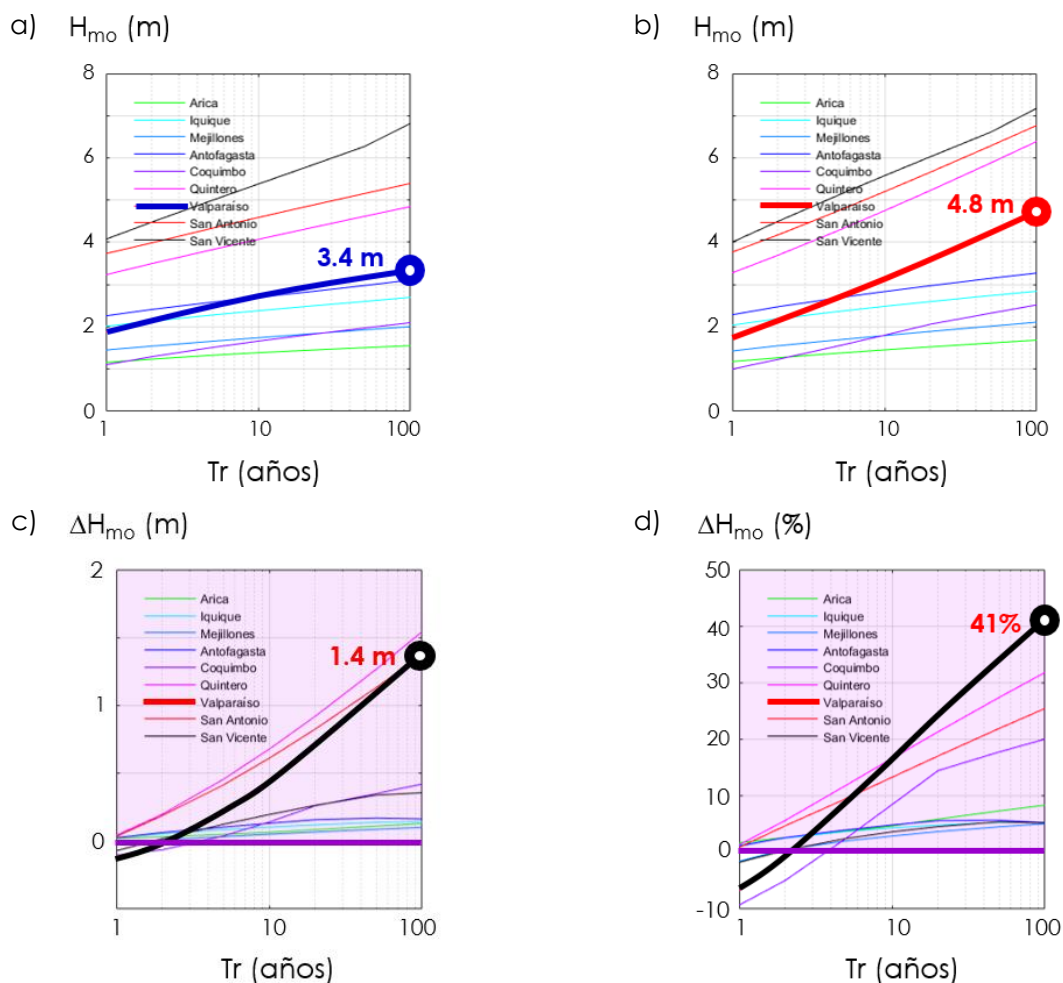 a) Hmo (m)
8
6
4
2
0
Arica
Iquique
Mejillones
Antofagasta
Coquimbo
Quintero
Valparaíso
San Antonio
San Vicente
3.4 m
1 10 100
Tr (años)
b) Hmo (m)
8
6
4
2
0
Arica
Iquique
Mejillones
Antofagasta
Coquimbo
Quintero
Valparaíso
San Antonio
San Vicente
4.8 m
1 10 100
Tr (años)
c) ΔHmo (m)
2
1
0
Arica
Iquique
Mejillones
Antofagasta
Coquimbo
Quintero
Valparaíso
San Antonio
San Vicente
1.4 m
1 10 100
Tr (años)
d) ΔHmo (%)
50
40
30
20
10
0
-10
Arica
Iquique
Mejillones
Antofagasta
Coquimbo
Quintero
Valparaíso
San Antonio
San Vicente
41%
1 10 100
Tr (años)